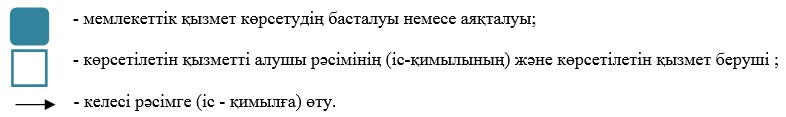 - мемлекеттік қызмет көрсетудің басталуы немесе аяқталуы;
- көрсетілетін қызметті алушы рәсімінің (іс-қимылының) және көрсетілетін қызмет беруші ;
- келесі рәсімге (іс - қимылға) өту.